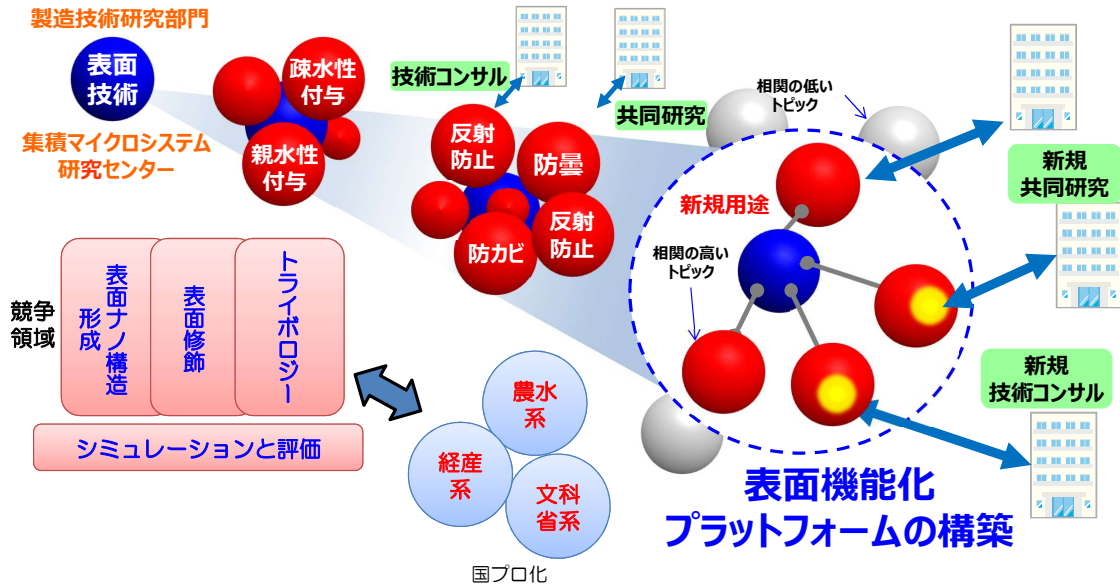 製造技術研究部門
表面
技術
集積マイクロシステム
研究センター
疎水性
付与
親水性
付与
技術コンサル
共同研究
反射
防止
防曇
防カビ
反射
防止
相関の低い
トピック
新規用途
相関の高い
トピック
新規
共同研究
新規
技術コンサル
表面機能化
プラットフォームの構築
競争
領域
表面ナノ構造
形成
表面修飾
トライボロジー
シミュレーションと評価
農水
系
経産
系
文科
省系
国プロ化